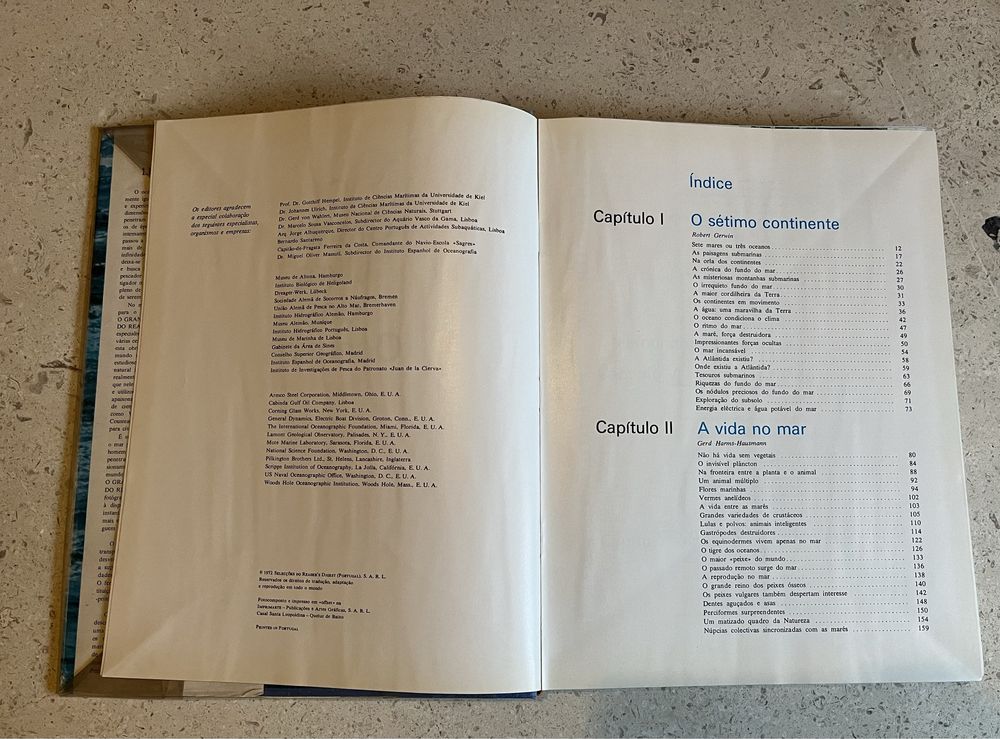 Os editores agradecem
a especial colaboração
dos seguintes especialistas,
organismos e empresas:
Prof. Dr. Gotthilf Hempel, Instituto de Ciências Marítimas da Universidade de Kiel
Dr. Johannes Ulrich, Instituto de Ciências Marítimas da Universidade de Kiel
Dr. Gerd von Wahlert, Museu Nacional de Ciências Naturais, Stuttgart
Dr. Marcelo Sousa Vasconcelos, Subdirector do Aquário Vasco da Gama, Lisboa
Arq. Jorge Albuquerque, Director do Centro Português de Actividades Subaquáticas, Lisboa
Bernardo Santareno
Capitão-de-Fragata Ferreira da Costa, Comandante do Navio-Escola «Sagres»
Dr. Miguel Oliver Massutí, Subdirector do Instituto Espanhol de Oceanografia
Museu de Altona, Hamburgo
Instituto Biológico de Heligoland
Draeger-Werk, Lübeck
Sociedade Alemã de Socorros a Náufragos, Bremen
União Alemã de Pesca no Alto Mar, Bremerhaven
Instituto Hidrográfico Alemão, Hamburgo
Museu Alemão, Munique
Instituto Hidrográfico Português, Lisboa
Museu de Marinha de Lisboa
Gabinete da Área de Sines
Conselho Superior Geográfico, Madrid
Instituto Espanhol de Oceanografia, Madrid
Instituto de Investigações de Pesca do Patronato «Juan de la Cierva»
Armco Steel Corporation, Middletown, Ohio, E. U. A.
Cabinda Gulf Oil Company, Lisboa
Corning Glass Works, New York, E. U. A.
General Dynamics, Electric Boat Division, Groton, Conn., E. U. A.
The International Oceanographic Foundation, Miami, Florida, E. U. A.
Lamont Geological Observatory, Palisades, N. Y., E. U. A.
Mote Marine Laboratory, Sarasota, Florida, E. U. A.
National Science Foundation, Washington, D. C., E. U. A.
Pilkington Brothers Ltd., St. Helens, Lancashire, Inglaterra
Scripps Institution of Oceanography, La Jolla, Califórnia, E. U. A.
US Naval Oceanographic Office, Washington, D. C., E. U. A.
Woods Hole Oceanographic Institution, Woods Hole, Mass., E. U. A.
© 1972 SELECÇÕES DO READER'S DIGEST (PORTUGAL), S. A. R. L.
Reservados os direitos de tradução, adaptação
e reprodução em todo o mundo
Fotocomposto e impresso em «offset» na
IMPRIMARTE – Publicações e Artes Gráficas, S. A. R. L.
Casal Santa Leopoldina – Queluz de Baixo
PRINTED IN PORTUGAL
Índice
Capítulo I O sétimo continente
Robert Gerwin
Sete mares ou três oceanos 12
As paisagens submarinas 17
Na orla dos continentes 22
A crónica do fundo do mar 26
As misteriosas montanhas submarinas 27
O irrequieto fundo do mar 30
A maior cordilheira da Terra 31
Os continentes em movimento 33
A água: uma maravilha da Terra 36
O oceano condiciona o clima 42
O ritmo do mar 47
A maré, força destruidora 49
Impressionantes forças ocultas 50
O mar incansável 54
A Atlântida existiu? 58
Onde existiu a Atlântida? 59
Tesouros submarinos 63
Riquezas do fundo do mar 66
Os nódulos preciosos do fundo do mar 69
Exploração do subsolo 71
Energia eléctrica e água potável do mar 73
Capítulo II A vida no mar
Gerd Harms-Hautmann
Não há vida sem vegetais 80
O invisível plâncton 84
Na fronteira entre a planta e o animal 88
Um animal múltiplo 92
Flores marinhas 94
Vermes anelídeos 102
A vida entre as marés 103
Grandes variedades de crustáceos 105
Lulas e polvos: animais inteligentes 110
Gastrópodes destruidores 114
Os equinodermes vivem apenas no mar 122
O tigre dos oceanos 126
O maior «peixe» do mundo 133
O passado remoto surge do mar 136
A reprodução no mar 138
O grande reino dos peixes ósseos 140
Os peixes vulgares também despertam interesse 142
Dentes aguçados e asas 148
Perciformes surpreendentes 150
Um matizado quadro da Natureza 154
Núpcias colectivas sincronizadas com as marés 159